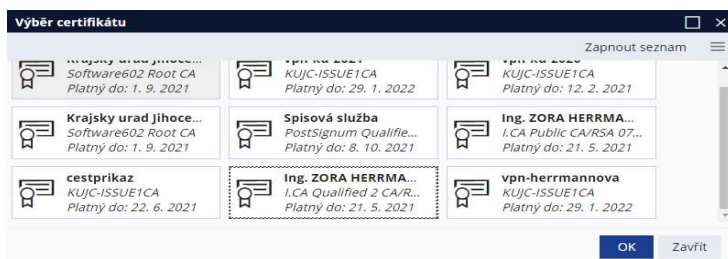 Výběr certifikátu
Zapnout seznam
Krajsky urad Jihoce...
Software602 Root CA
Platný do: 1. 9. 2021
KUJC-ISSUE1CA
Platný do: 29. 1. 2022
KUJC-ISSUE1CA
Platný do: 12. 2. 2021
Krajsky urad Jihoce...
Software602 Root CA
Platný do: 1. 9. 2021
Spisová služba
PostSignum Qualifie...
Platný do: 8. 10. 2021
Ing. ZORA HERRMA...
I.CA Public CA/RSA 07...
Platný do: 21. 5. 2021
cestprikaz
KUJC-ISSUE1CA
Platný do: 22. 6. 2021
Ing. ZORA HERRMA...
I.CA Qualified 2 CA/R...
Platný do: 21. 5. 2021
vpn-herrmannova
KUJC-ISSUE1CA
Platný do: 29. 1. 2022
OK
Zavřít